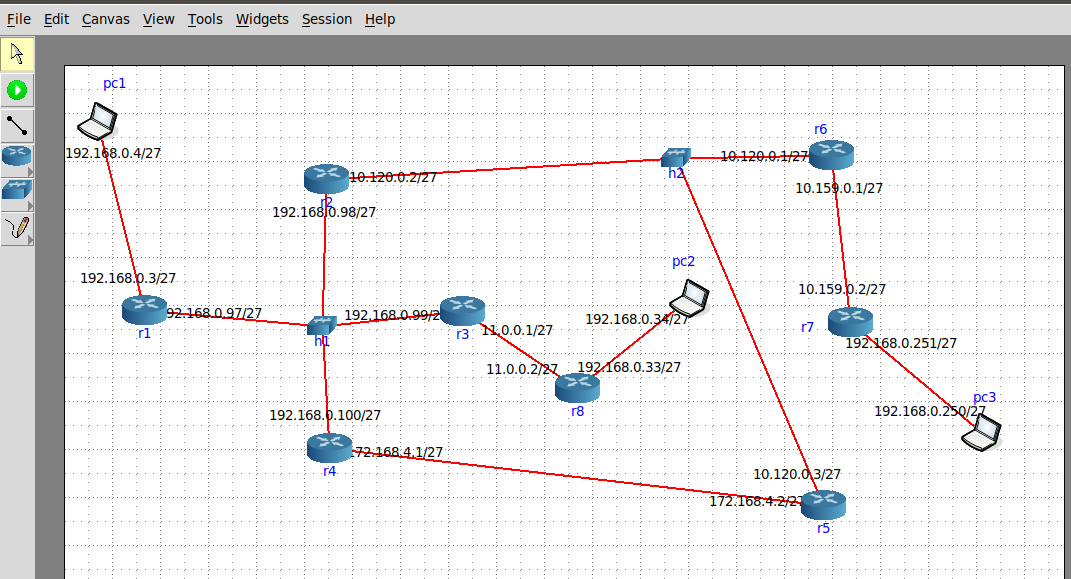 File Edit Canvas View Tools Widgets Session Help
pc1
r6
192.168.0.4/27
10.120.0.1/27
h2
10.120.0.2/27
10.159.0.1/27
r2
192.168.0.98/27
pc2
192.168.0.3/27
10.159.0.2/27
92.168.0.97/27
192.168.0.99/2
192.168.0.34/27
r1
h1
r3
11.0.0.1/27
r7
192.168.0.251/27
11.0.0.2/27
192.168.0.33/27
pc3
r8
192.168.0.100/27
192.168.0.250/27
172.168.4.1/27
r4
10.120.0.3/27
172.168.4.2/27
r5